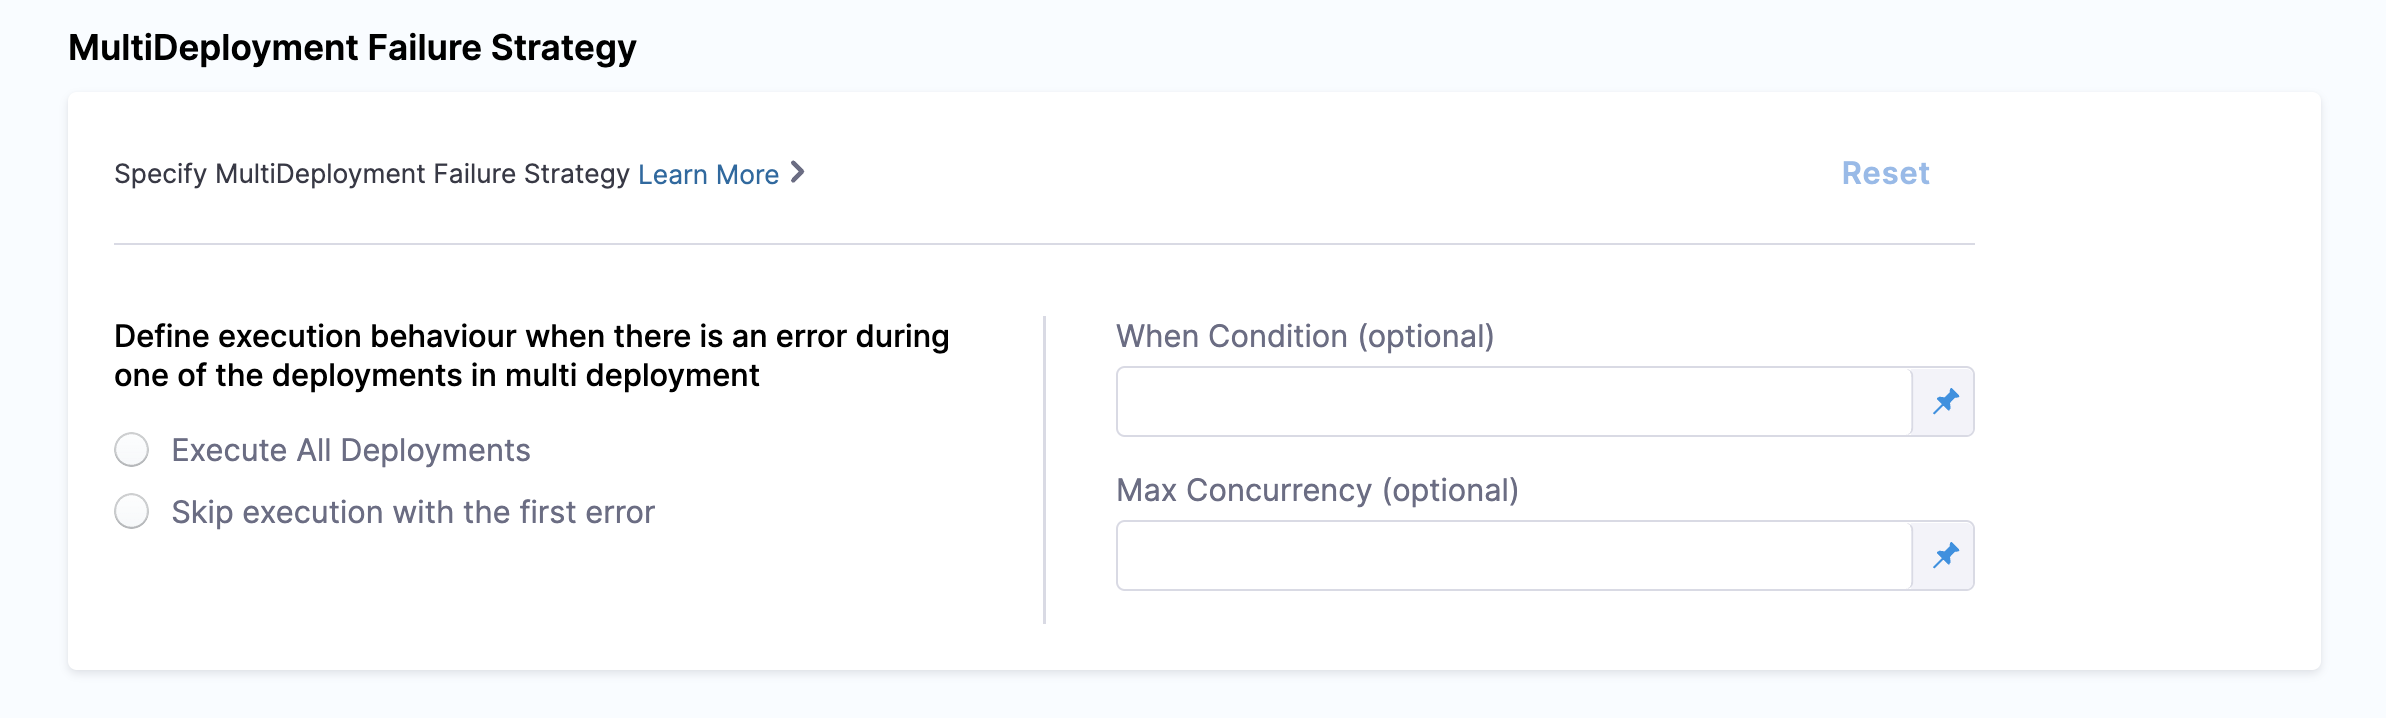 MultiDeployment Failure Strategy
Specify MultiDeployment Failure Strategy Learn More
Reset
Define execution behaviour when there is an error during
one of the deployments in multi deployment
Execute All Deployments
Skip execution with the first error
When Condition (optional)
Max Concurrency (optional)